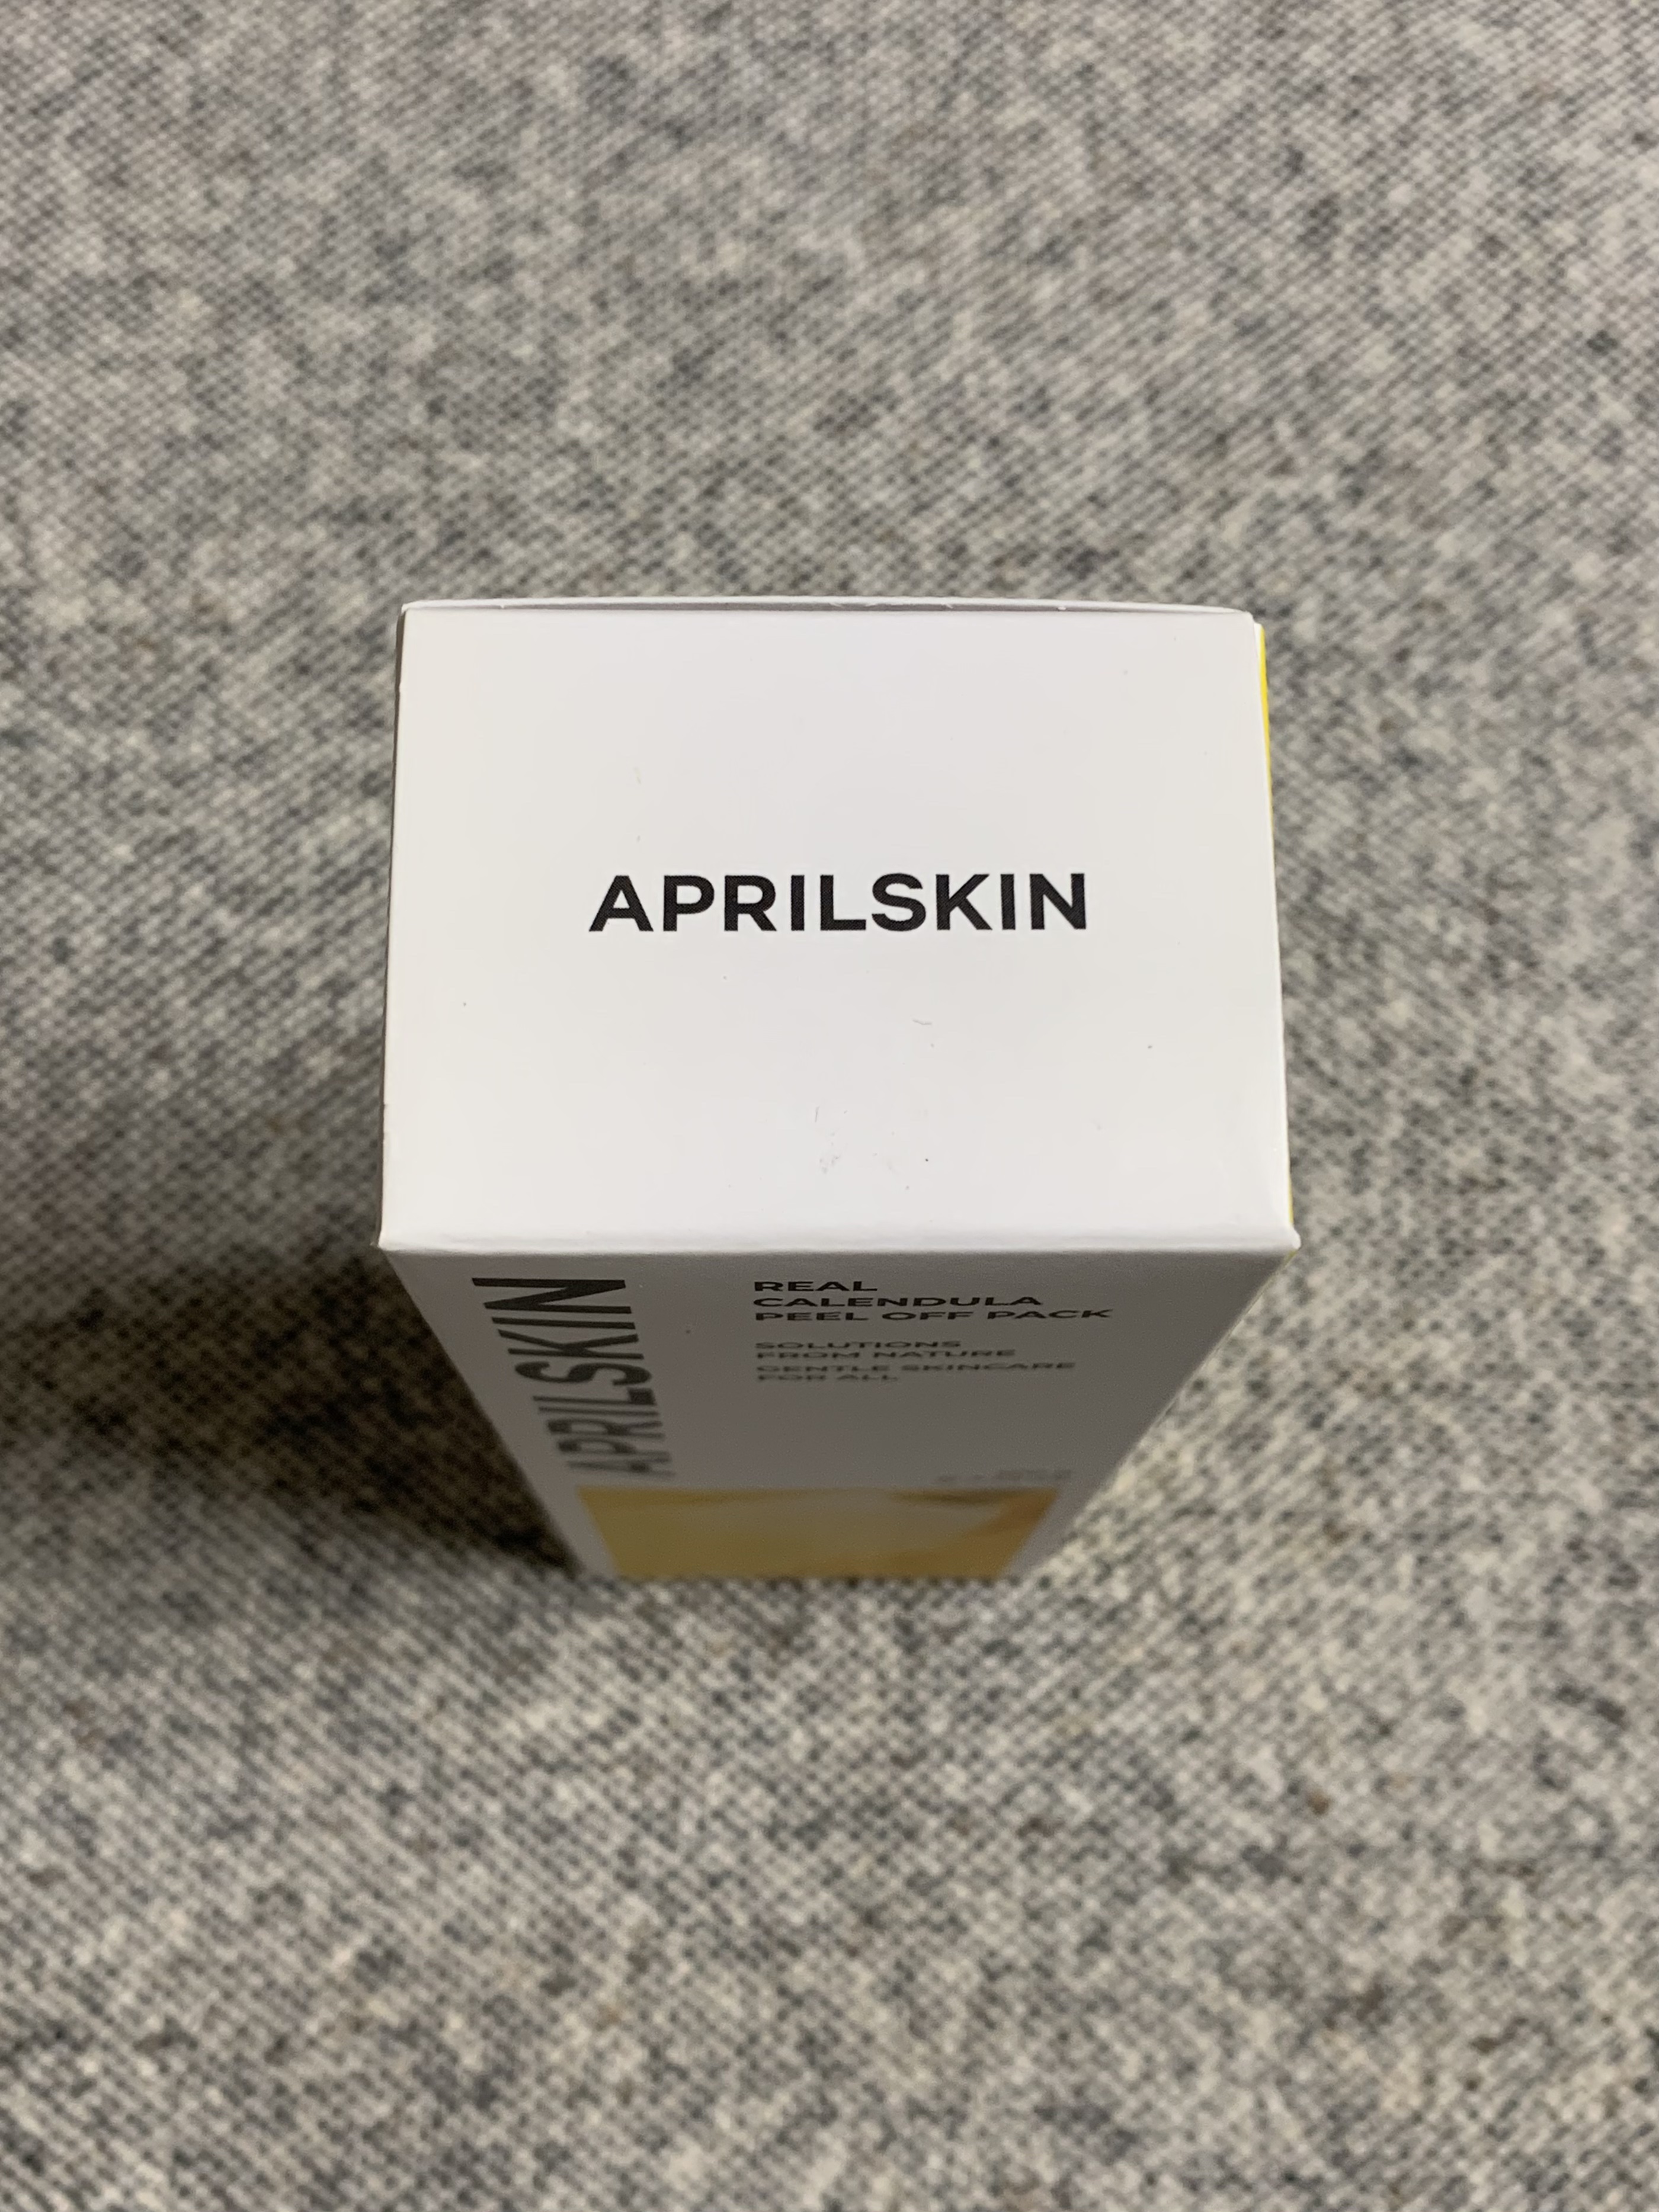 APRILSKIN
APRILSKIN
REAL
CALENDULA
PEEL OFF PACK
SOLUTIONS
FROM NATURE
GENTLE SKINCARE
FOR ALL